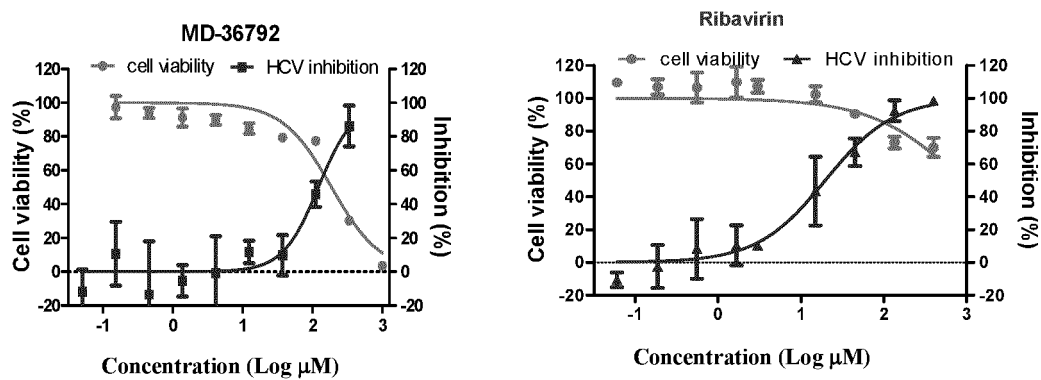 MD-36792
cell viability HCV inhibition
Cell viability (%)
120
100
80
60
40
20
0
-20
-1 0 1 2 3
120
100
80
60
40
20
0
-20
Inhibition (%)
Concentration (Log μM)
Ribavirin
cell viability HCV inhibition
Cell viability (%)
120
100
80
60
40
20
0
-20
-1 0 1 2 3
120
100
80
60
40
20
0
-20
Inhibition (%)
Concentration (Log μM)